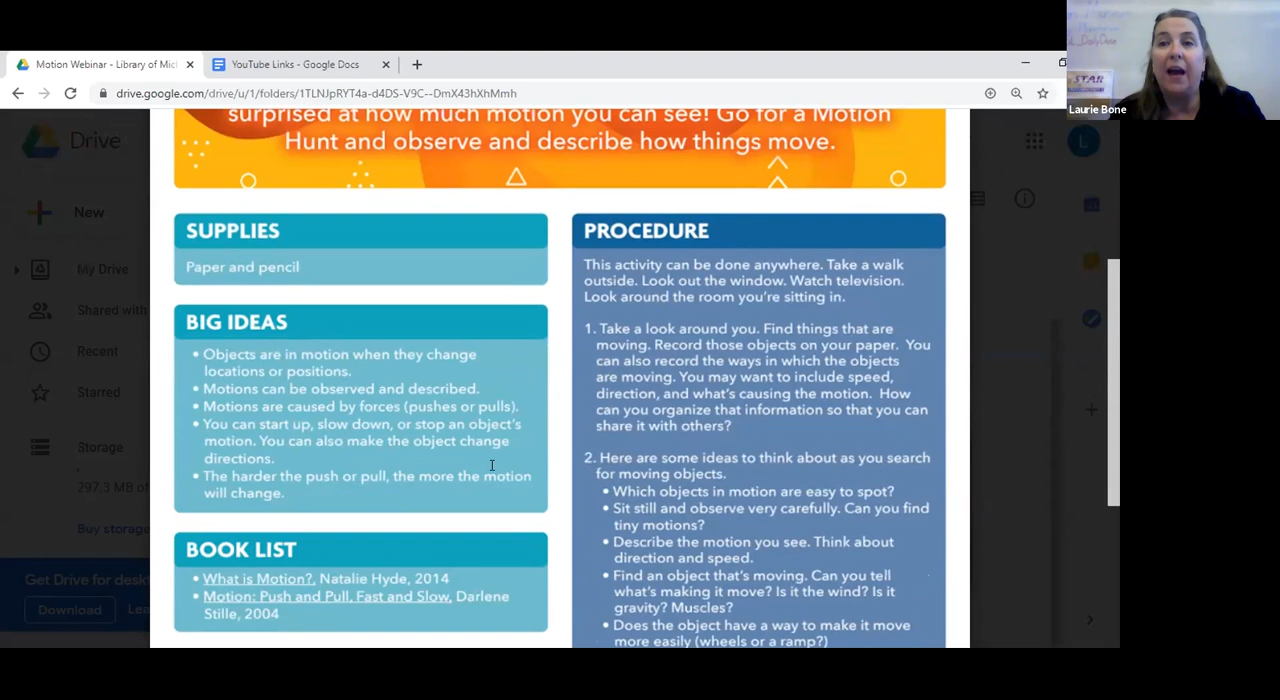 Motion Webinar - Library of Mic
YouTube Links - Google Docs
drive.google.com/drive/u/1/folders/1TLNJpRYT4a-d4DS-V9C--DmX43hXhMmh
STAR
Laurie Bone
Drive
L
New
My Drive
Shared with
Recent
Starred
Storage
297.3 MB of
Buy storage
Get Drive for deskt
Download
Lea
surprised at how much motion you can see! Go for a Motion
Hunt and observe and describe how things move.
SUPPLIES
Paper and pencil
BIG IDEAS
• Objects are in motion when they change
locations or positions.
• Motions can be observed and described.
• Motions are caused by forces (pushes or pulls).
• You can start up, slow down, or stop an object's
motion. You can also make the object change
directions.
• The harder the push or pull, the more the motion
will change.
BOOK LIST
• What is Motion?, Natalie Hyde, 2014
• Motion: Push and Pull, Fast and Slow, Darlene
Stille, 2004
PROCEDURE
This activity can be done anywhere. Take a walk
outside. Look out the window. Watch television.
Look around the room you're sitting in.
1. Take a look around you. Find things that are
moving. Record those objects on your paper. You
can also record the ways in which the objects
are moving. You may want to include speed,
direction, and what's causing the motion. How
can you organize that information so that you can
share it with others?
2. Here are some ideas to think about as you search
for moving objects.
• Which objects in motion are easy to spot?
• Sit still and observe very carefully. Can you find
tiny motions?
• Describe the motion you see. Think about
direction and speed.
• Find an object that's moving. Can you tell
what's making it move? Is it the wind? Is it
gravity? Muscles?
• Does the object have a way to make it move
more easily (wheels or a ramp?)